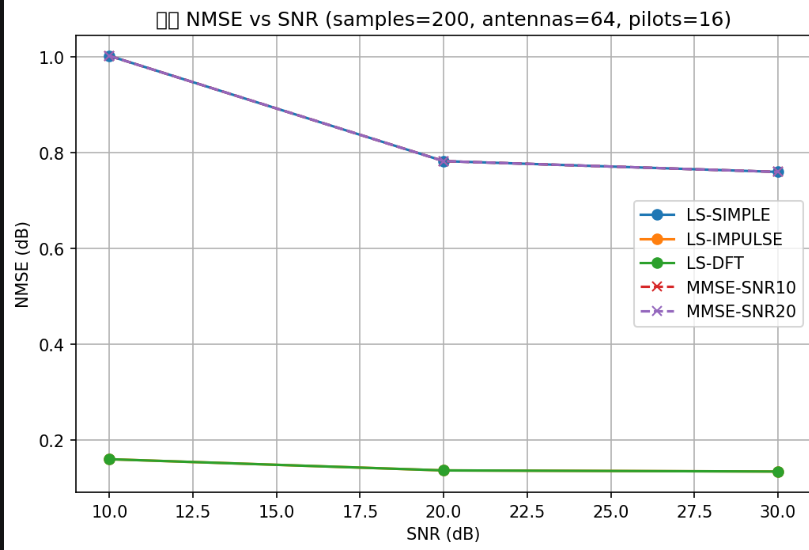 NMSE vs SNR (samples=200, antennas=64, pilots=16)
1.0
0.8
0.6
0.4
0.2
NMSE (dB)
LS-SIMPLE
LS-IMPULSE
LS-DFT
MMSE-SNR10
MMSE-SNR20
10.0 12.5 15.0 17.5 20.0 22.5 25.0 27.5 30.0
SNR (dB)